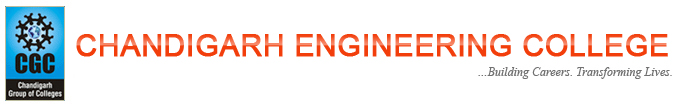 CGC
Chandigarh
Group of Colleges
CHANDIGARH ENGINEERING COLLEGE
...Building Careers. Transforming Lives.